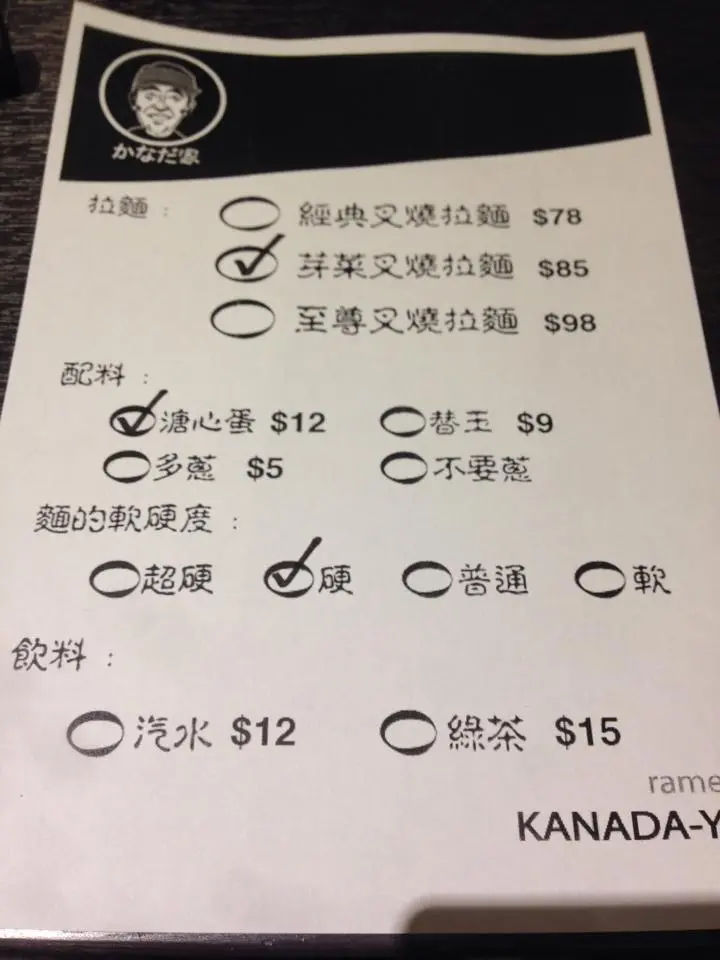 かなだ家
拉麵：
經典叉燒拉麵 $78
芽菜叉燒拉麵 $85
至尊叉燒拉麵 $98
配料：
溏心蛋 $12 替玉 $9
多蔥 $5 不要蔥
麵的軟硬度：
超硬 硬 普通 軟
飲料：
汽水 $12 綠茶 $15
rame
KANADA-Y